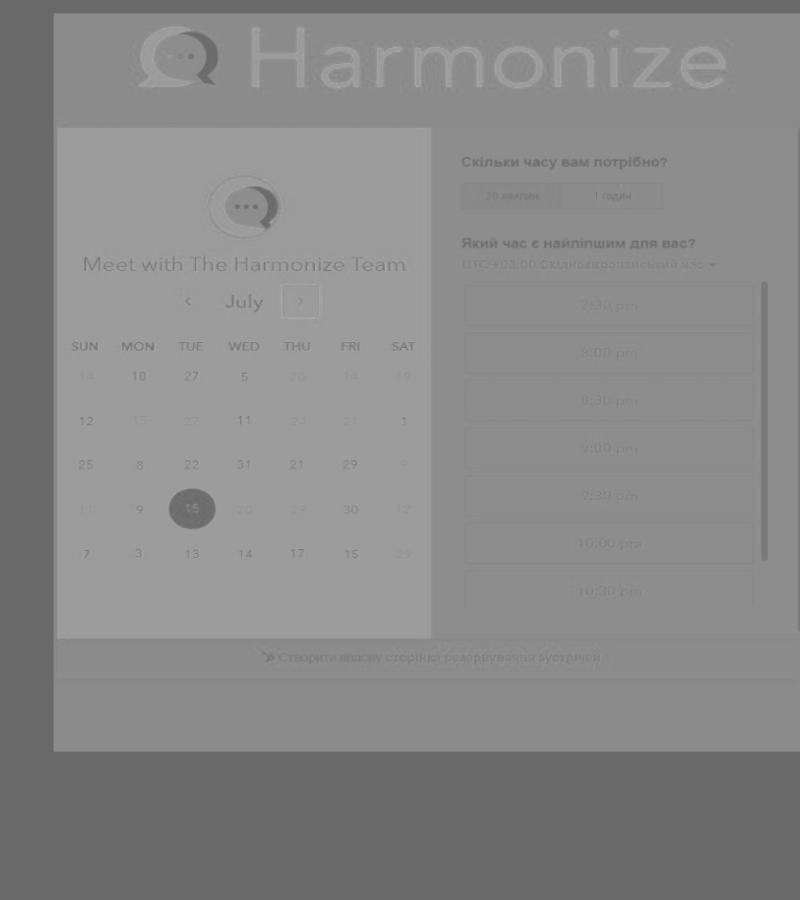 Harmonize
Meet with The Harmonize Team
July
SUN MON TUE WED THU FRI SAT
14 18 27 5 20 14 19
12 15 27 11 24 21 1
25 8 22 31 21 29 9
11 9 15 20 29 30 12
7 3 13 14 17 15 29
Скільки часу вам потрібно?
30 хвилин 1 годин
Який час є найліпшим для вас?
UTC +03:00 Східноєвропейський час
7:30 pm
8:00 pm
8:30 pm
9:00 pm
9:30 pm
10:00 pm
10:30 pm
Створити власну сторінку резервування зустрічей